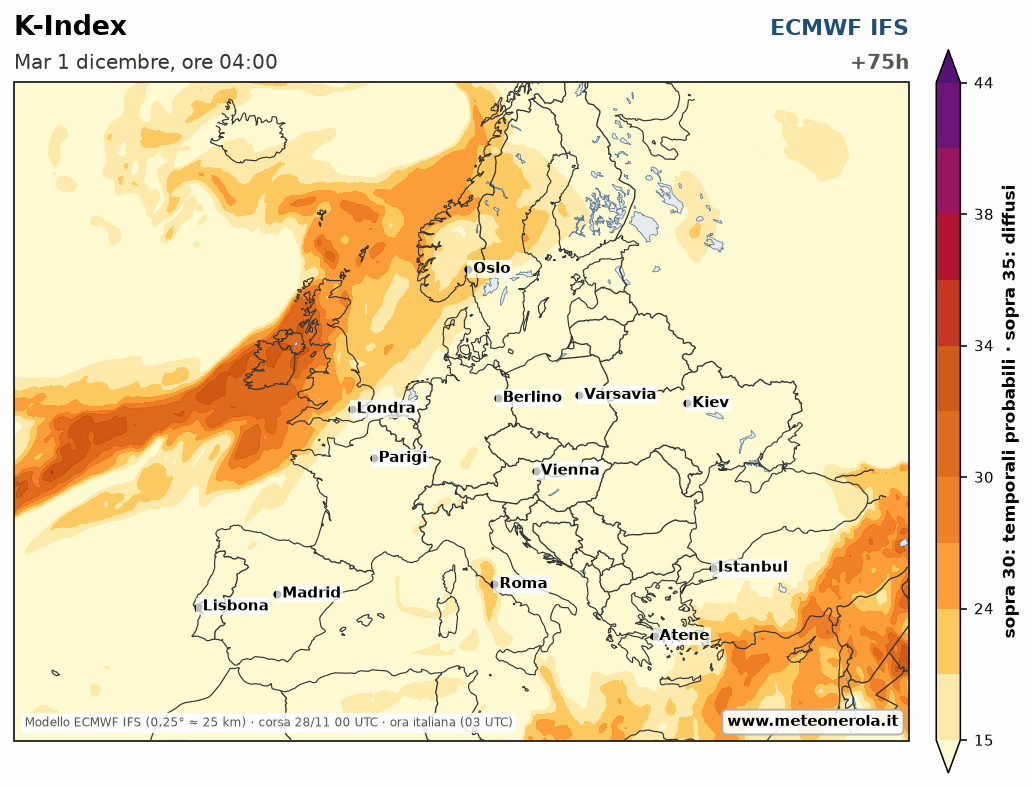 K-Index
ECMWF IFS
Mar 1 dicembre, ore 04:00
+75h
44
38
34
30
24
15
sopra 30: temporali probabili · sopra 35: diffusi
Oslo
Berlino
Varsavia
Kiev
Londra
Parigi
Vienna
Istanbul
Roma
Madrid
Lisbona
Atene
Modello ECMWF IFS (0,25° ≈ 25 km) · corsa 28/11 00 UTC · ora italiana (03 UTC)
www.meteonerola.it